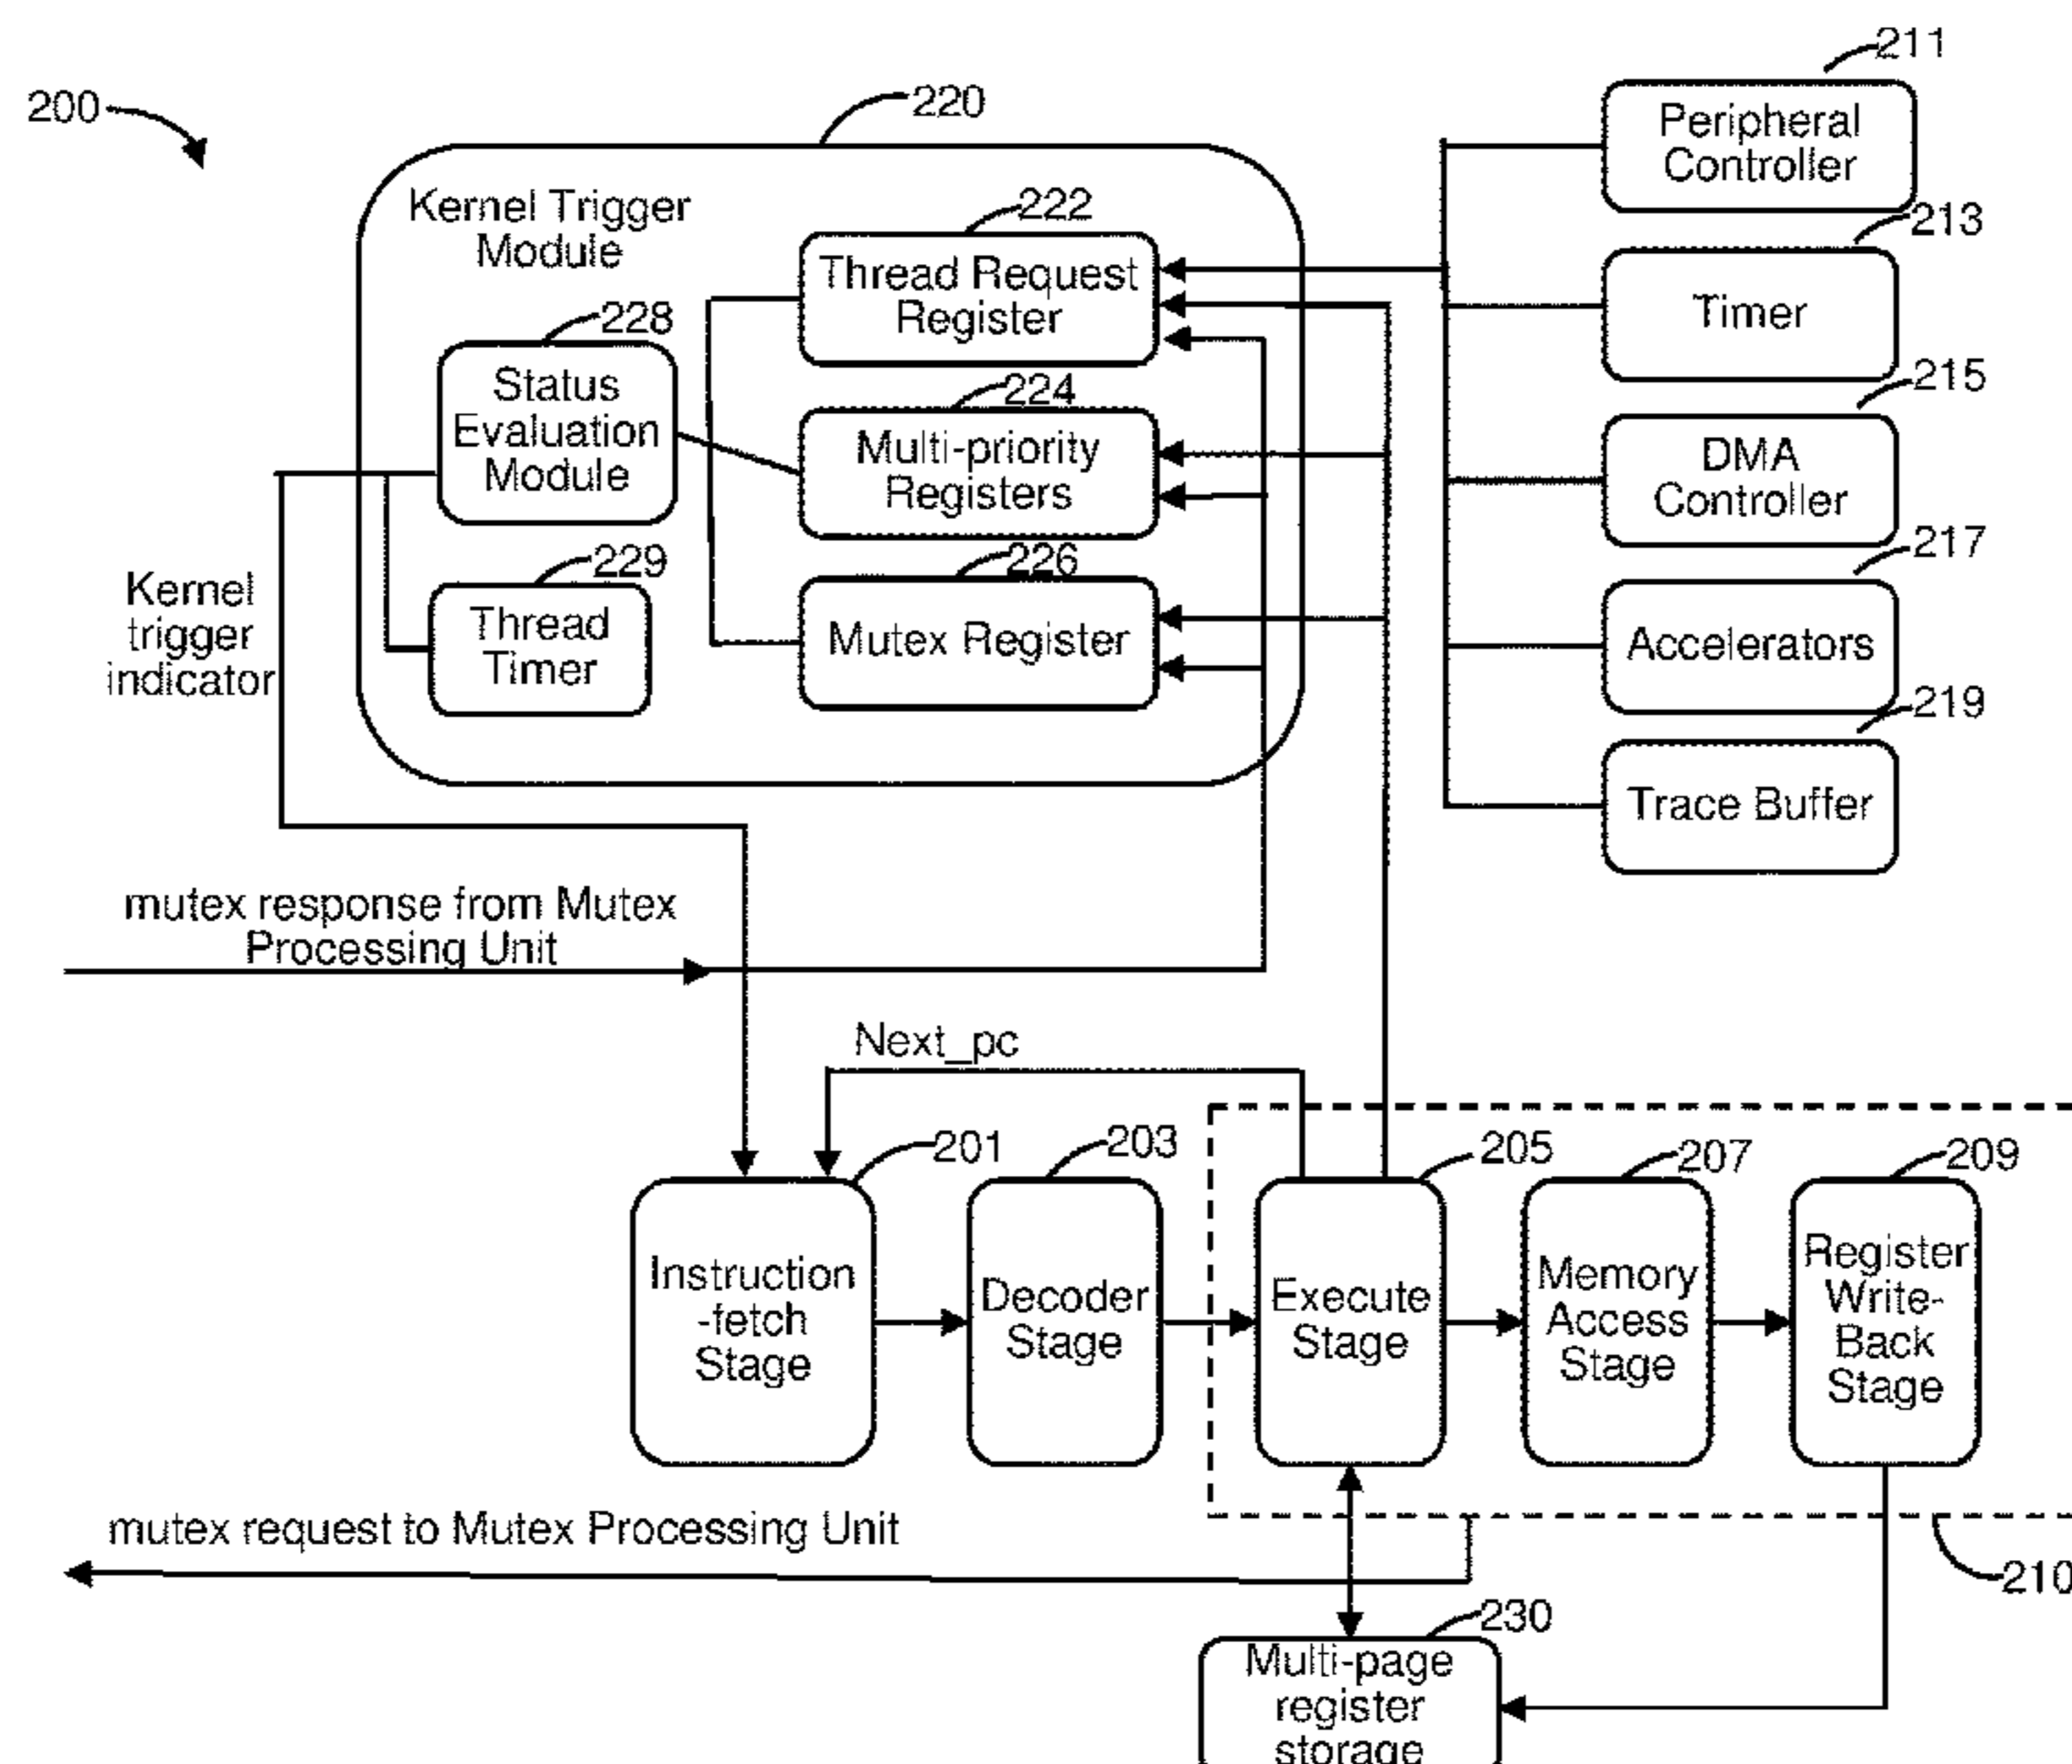 211
200
220
Peripheral
Controller
Kernel Trigger
Module
222
213
Thread Request
Register
Timer
228
Status
Evaluation
Module
224
215
Multi-priority
Registers
DMA
Controller
229
226
217
Kernel
trigger
indicator
Thread
Timer
Mutex Register
Accelerators
219
Trace Buffer
mutex response from Mutex
Processing Unit
Next_pc
201
203
205
207
209
Instruction
-fetch
Stage
Decoder
Stage
Execute
Stage
Memory
Access
Stage
Register
Write-
Back
Stage
mutex request to Mutex Processing Unit
210
230
Multi-page
register
storage